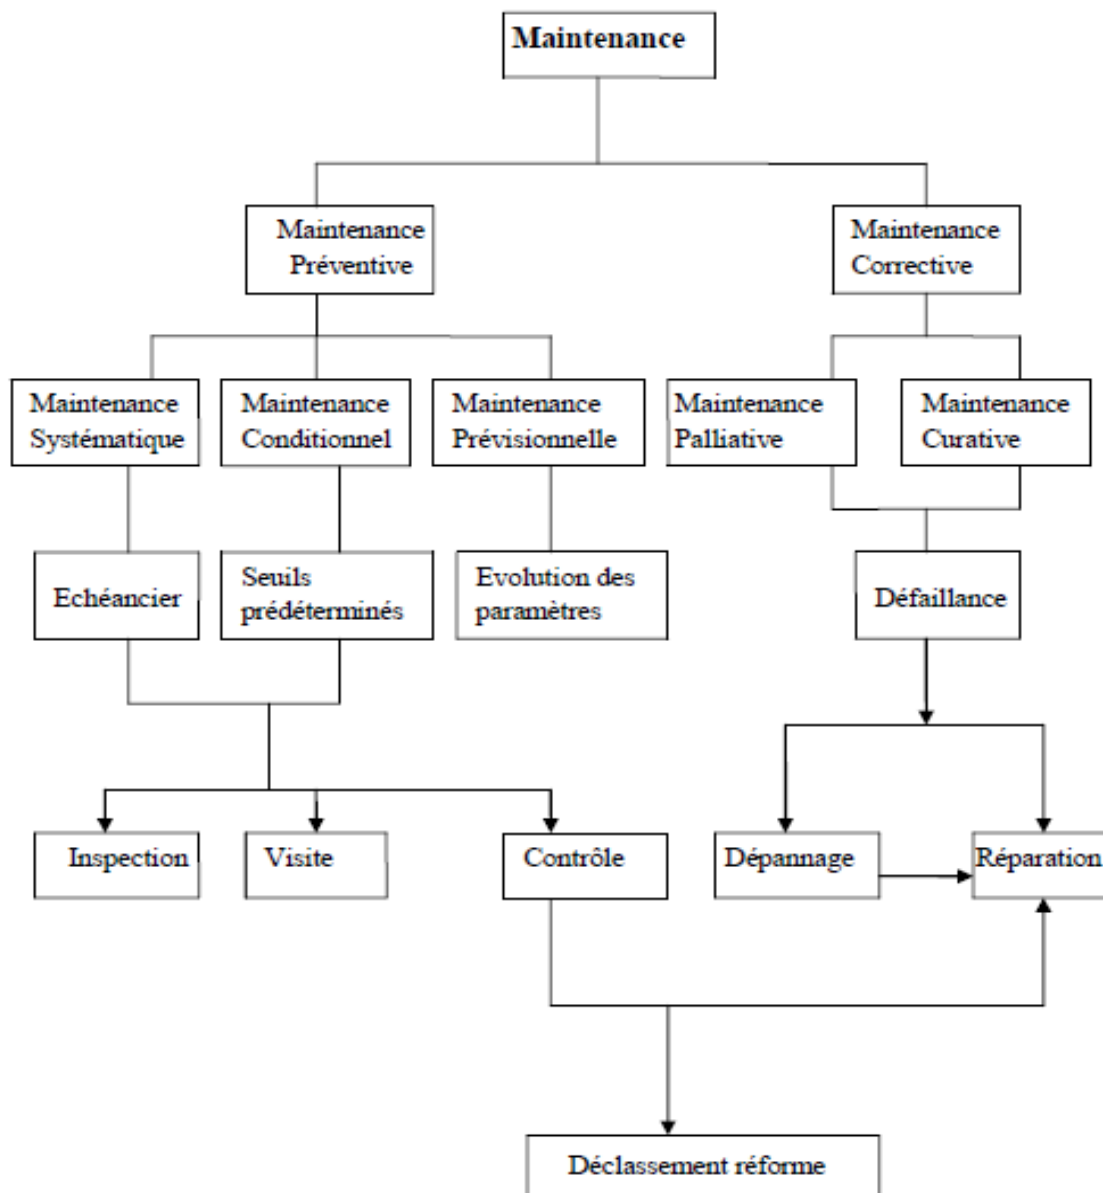 Maintenance
Maintenance
Préventive
Maintenance
Corrective
Maintenance
Systématique
Maintenance
Conditionnel
Maintenance
Prévisionnelle
Maintenance
Palliative
Maintenance
Curative
Echéancier
Seuils
prédéterminés
Evolution des
paramètres
Défaillance
Inspection
Visite
Contrôle
Dépannage
Réparation
Déclassement réforme